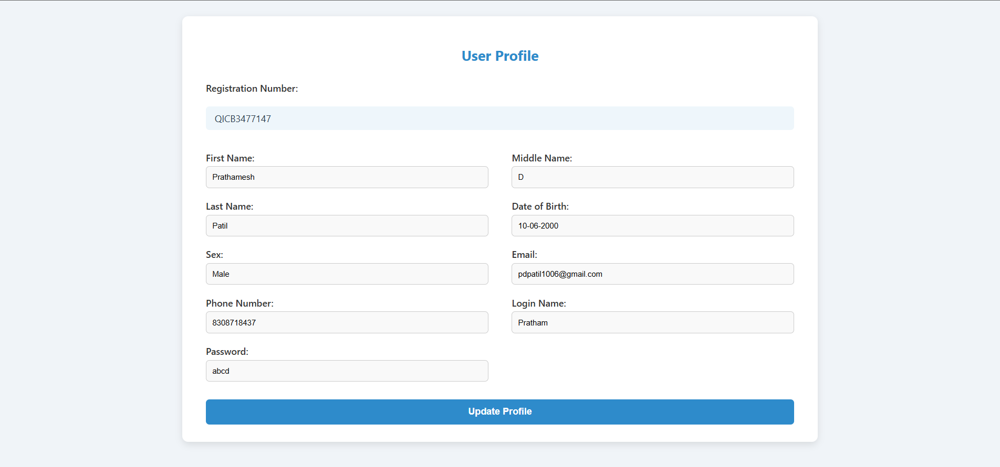 User Profile
Registration Number:
QICB3477147
First Name:
Prathamesh
Middle Name:
D
Last Name:
Patil
Date of Birth:
10-06-2000
Sex:
Male
Email:
pdpatil1006@gmail.com
Phone Number:
8308718437
Login Name:
Pratham
Password:
abcd
Update Profile